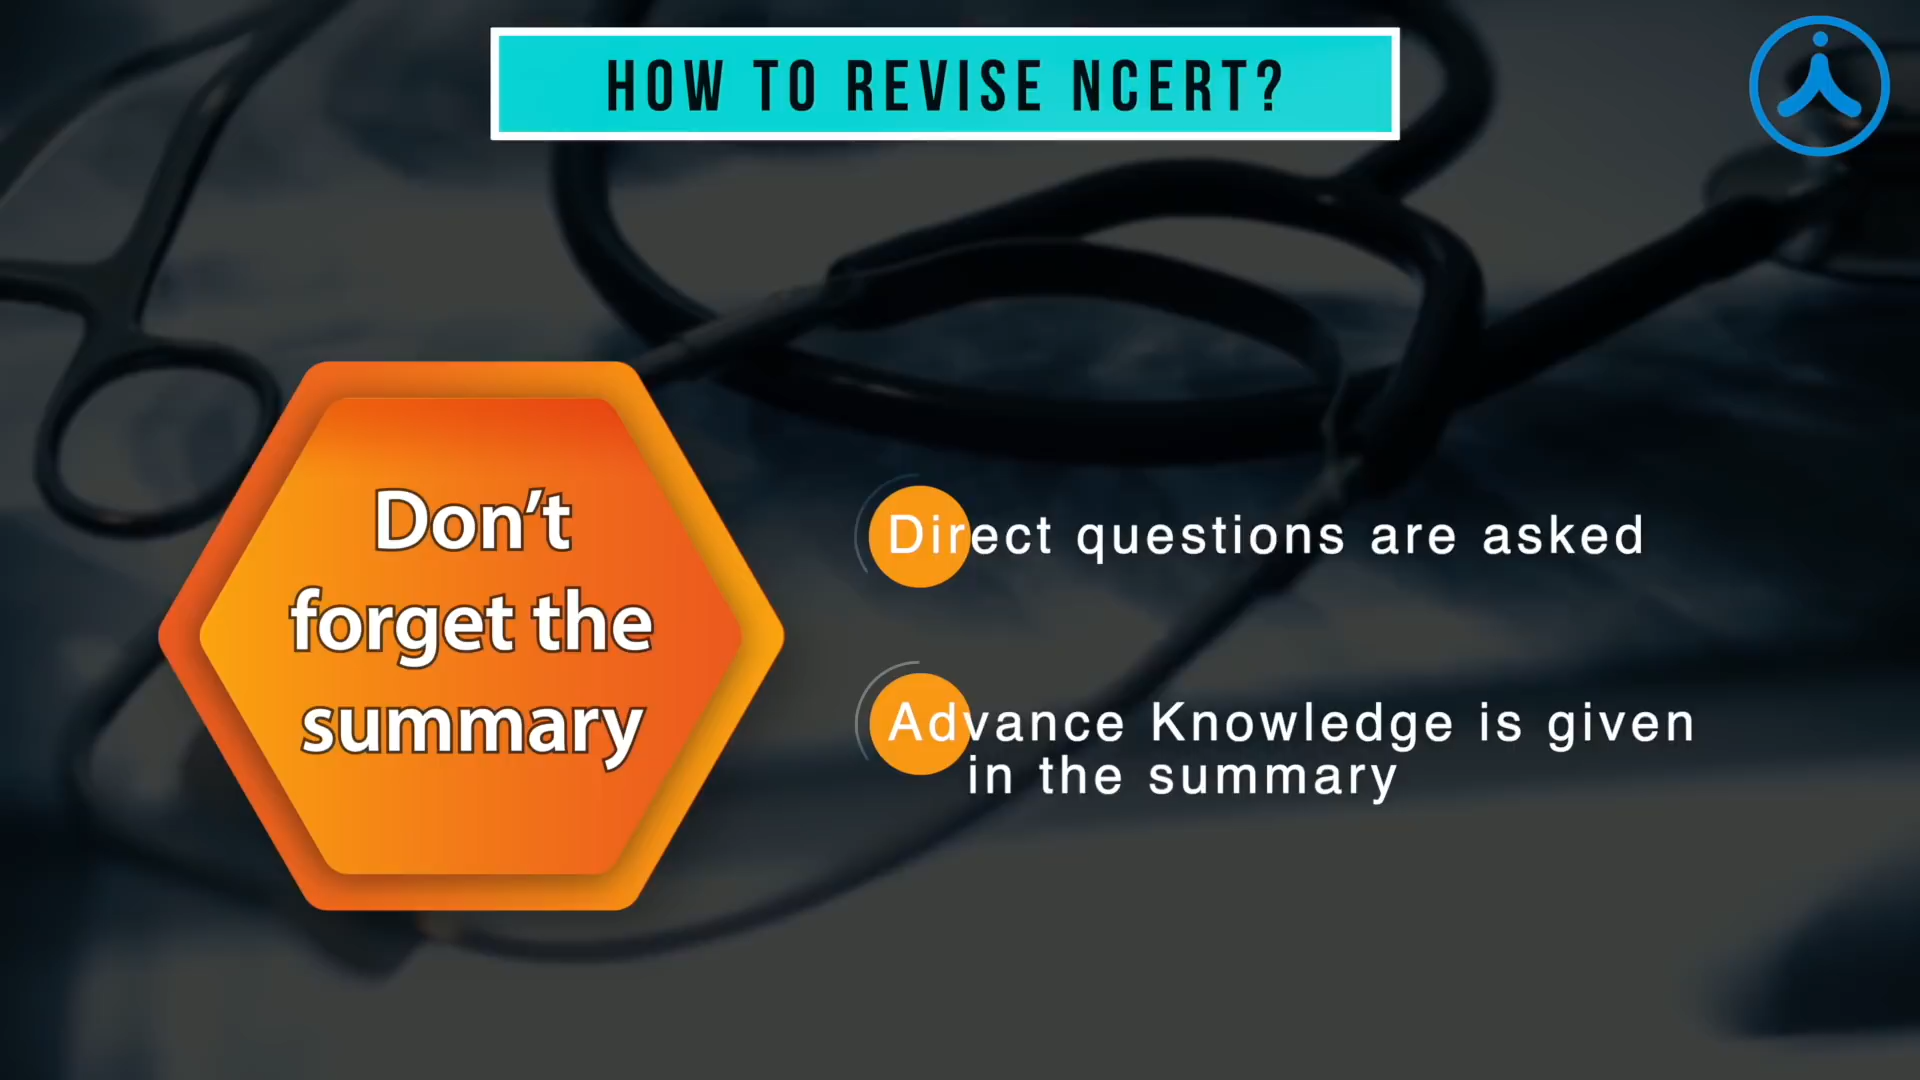 HOW TO REVISE NCERT?
Don't
forget the
summary
Direct questions are asked
Advance Knowledge is given
in the summary